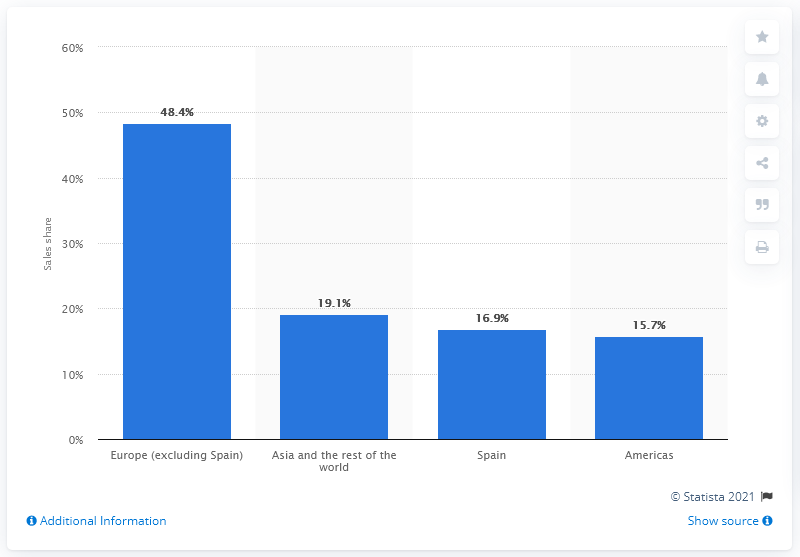 60%
50%
40%
30%
20%
10%
0%
Sales share
48.4%
19.1%
16.9%
15.7%
Europe (excluding Spain)
Asia and the rest of the
world
Spain
Americas
© Statista 2021
Additional Information
Show source